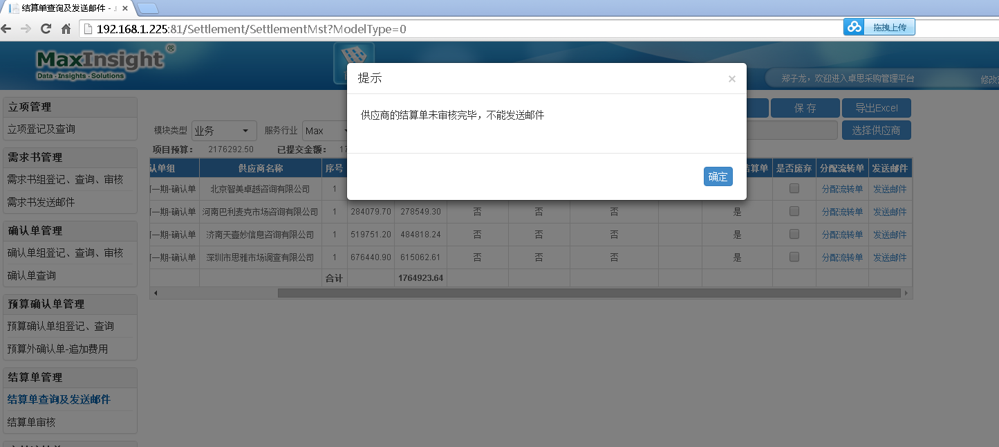 结算单查询及发送邮件 -
192.168.1.225:81/Settlement/SettlementMst?ModelType=0
拖拽上传
MaxInsight®
Data · Insights · Solutions
郑子龙，欢迎进入卓思采购管理平台
修改
提示
×
供应商的结算单未审核完毕，不能发送邮件
确定
立项管理
立项登记及查询
需求书管理
需求书组登记、查询、审核
需求书发送邮件
确认单管理
确认单组登记、查询、审核
确认单查询
预算确认单管理
预算确认单组登记、查询
预算外确认单-追加费用
结算单管理
结算单查询及发送邮件
结算单审核
保 存 导出Excel
模块类型 业务 服务行业 Max 选择供应商
项目预算： 2176292.50 已提交金额： 17
认单组 供应商名称 序号 结算单 是否废弃 分配流转单 发送邮件
一期-确认单 北京智美卓越咨询有限公司 1 分配流转单 发送邮件
一期-确认单 河南巴利麦克市场咨询有限公司 1 284079.70 278549.30 否 否 否 是 分配流转单 发送邮件
一期-确认单 济南天壹妙信息咨询有限公司 1 519751.20 484818.24 否 否 否 是 分配流转单 发送邮件
一期-确认单 深圳市思雅市场调查有限公司 1 676440.90 615062.61 否 否 否 是 分配流转单 发送邮件
合计 1764923.64